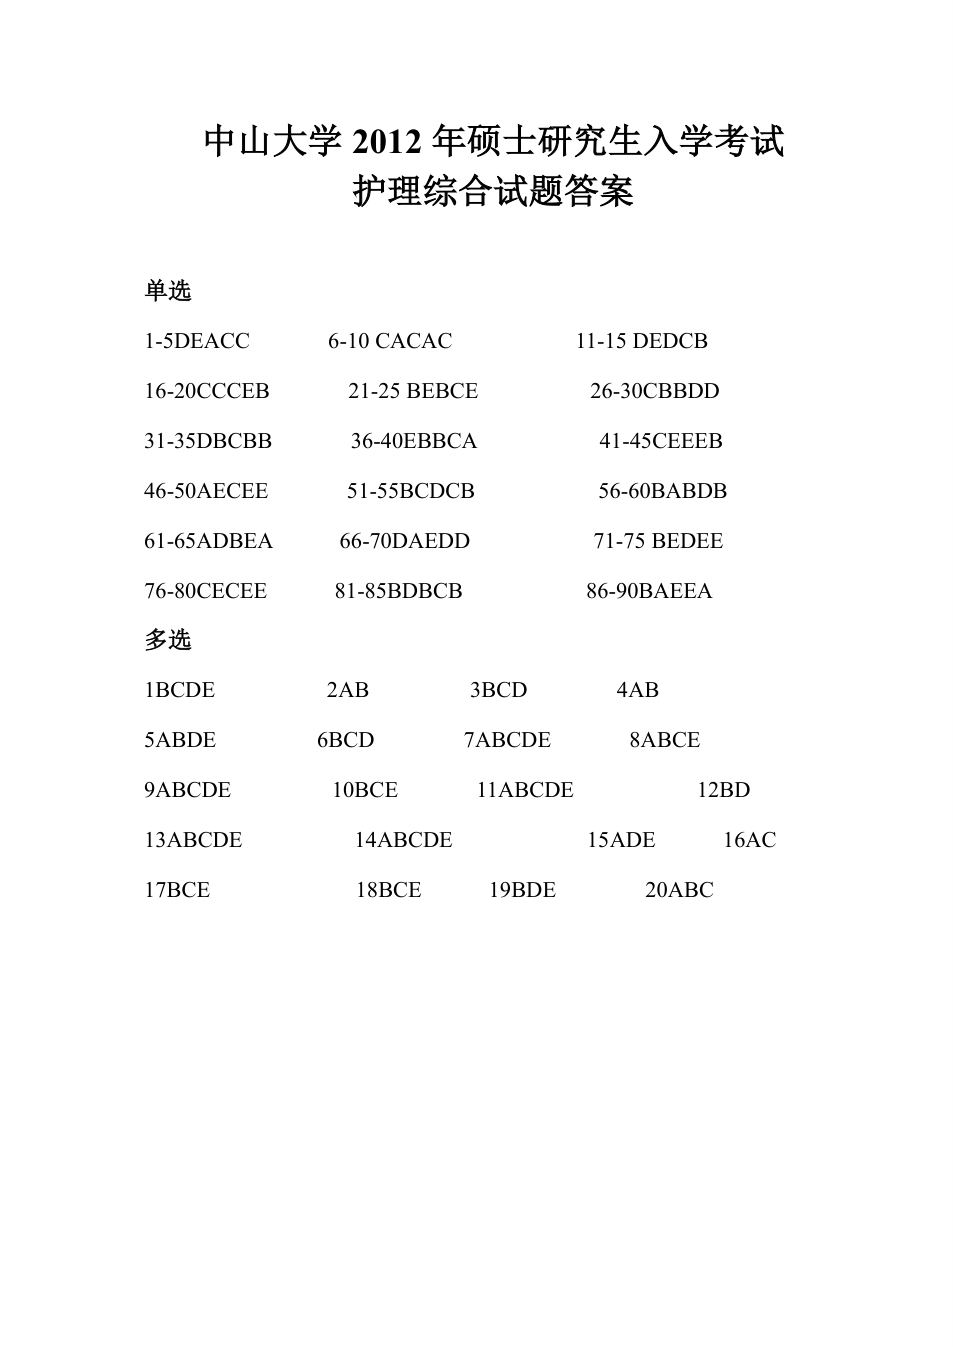 中山大学 2012 年硕士研究生入学考试
护理综合试题答案
单选
1-5DEACC 6-10 CACAC 11-15 DEDCB
16-20CCCEB 21-25 BEBCE 26-30CBBDD
31-35DBCBB 36-40EBBCA 41-45CEEEB
46-50AECEE 51-55BCDCB 56-60BABDB
61-65ADBEA 66-70DAEDD 71-75 BEDEE
76-80CECEE 81-85BDBCB 86-90BAEEA
多选
1BCDE 2AB 3BCD 4AB
5ABDE 6BCD 7ABCDE 8ABCE
9ABCDE 10BCE 11ABCDE 12BD
13ABCDE 14ABCDE 15ADE 16AC
17BCE 18BCE 19BDE 20ABC